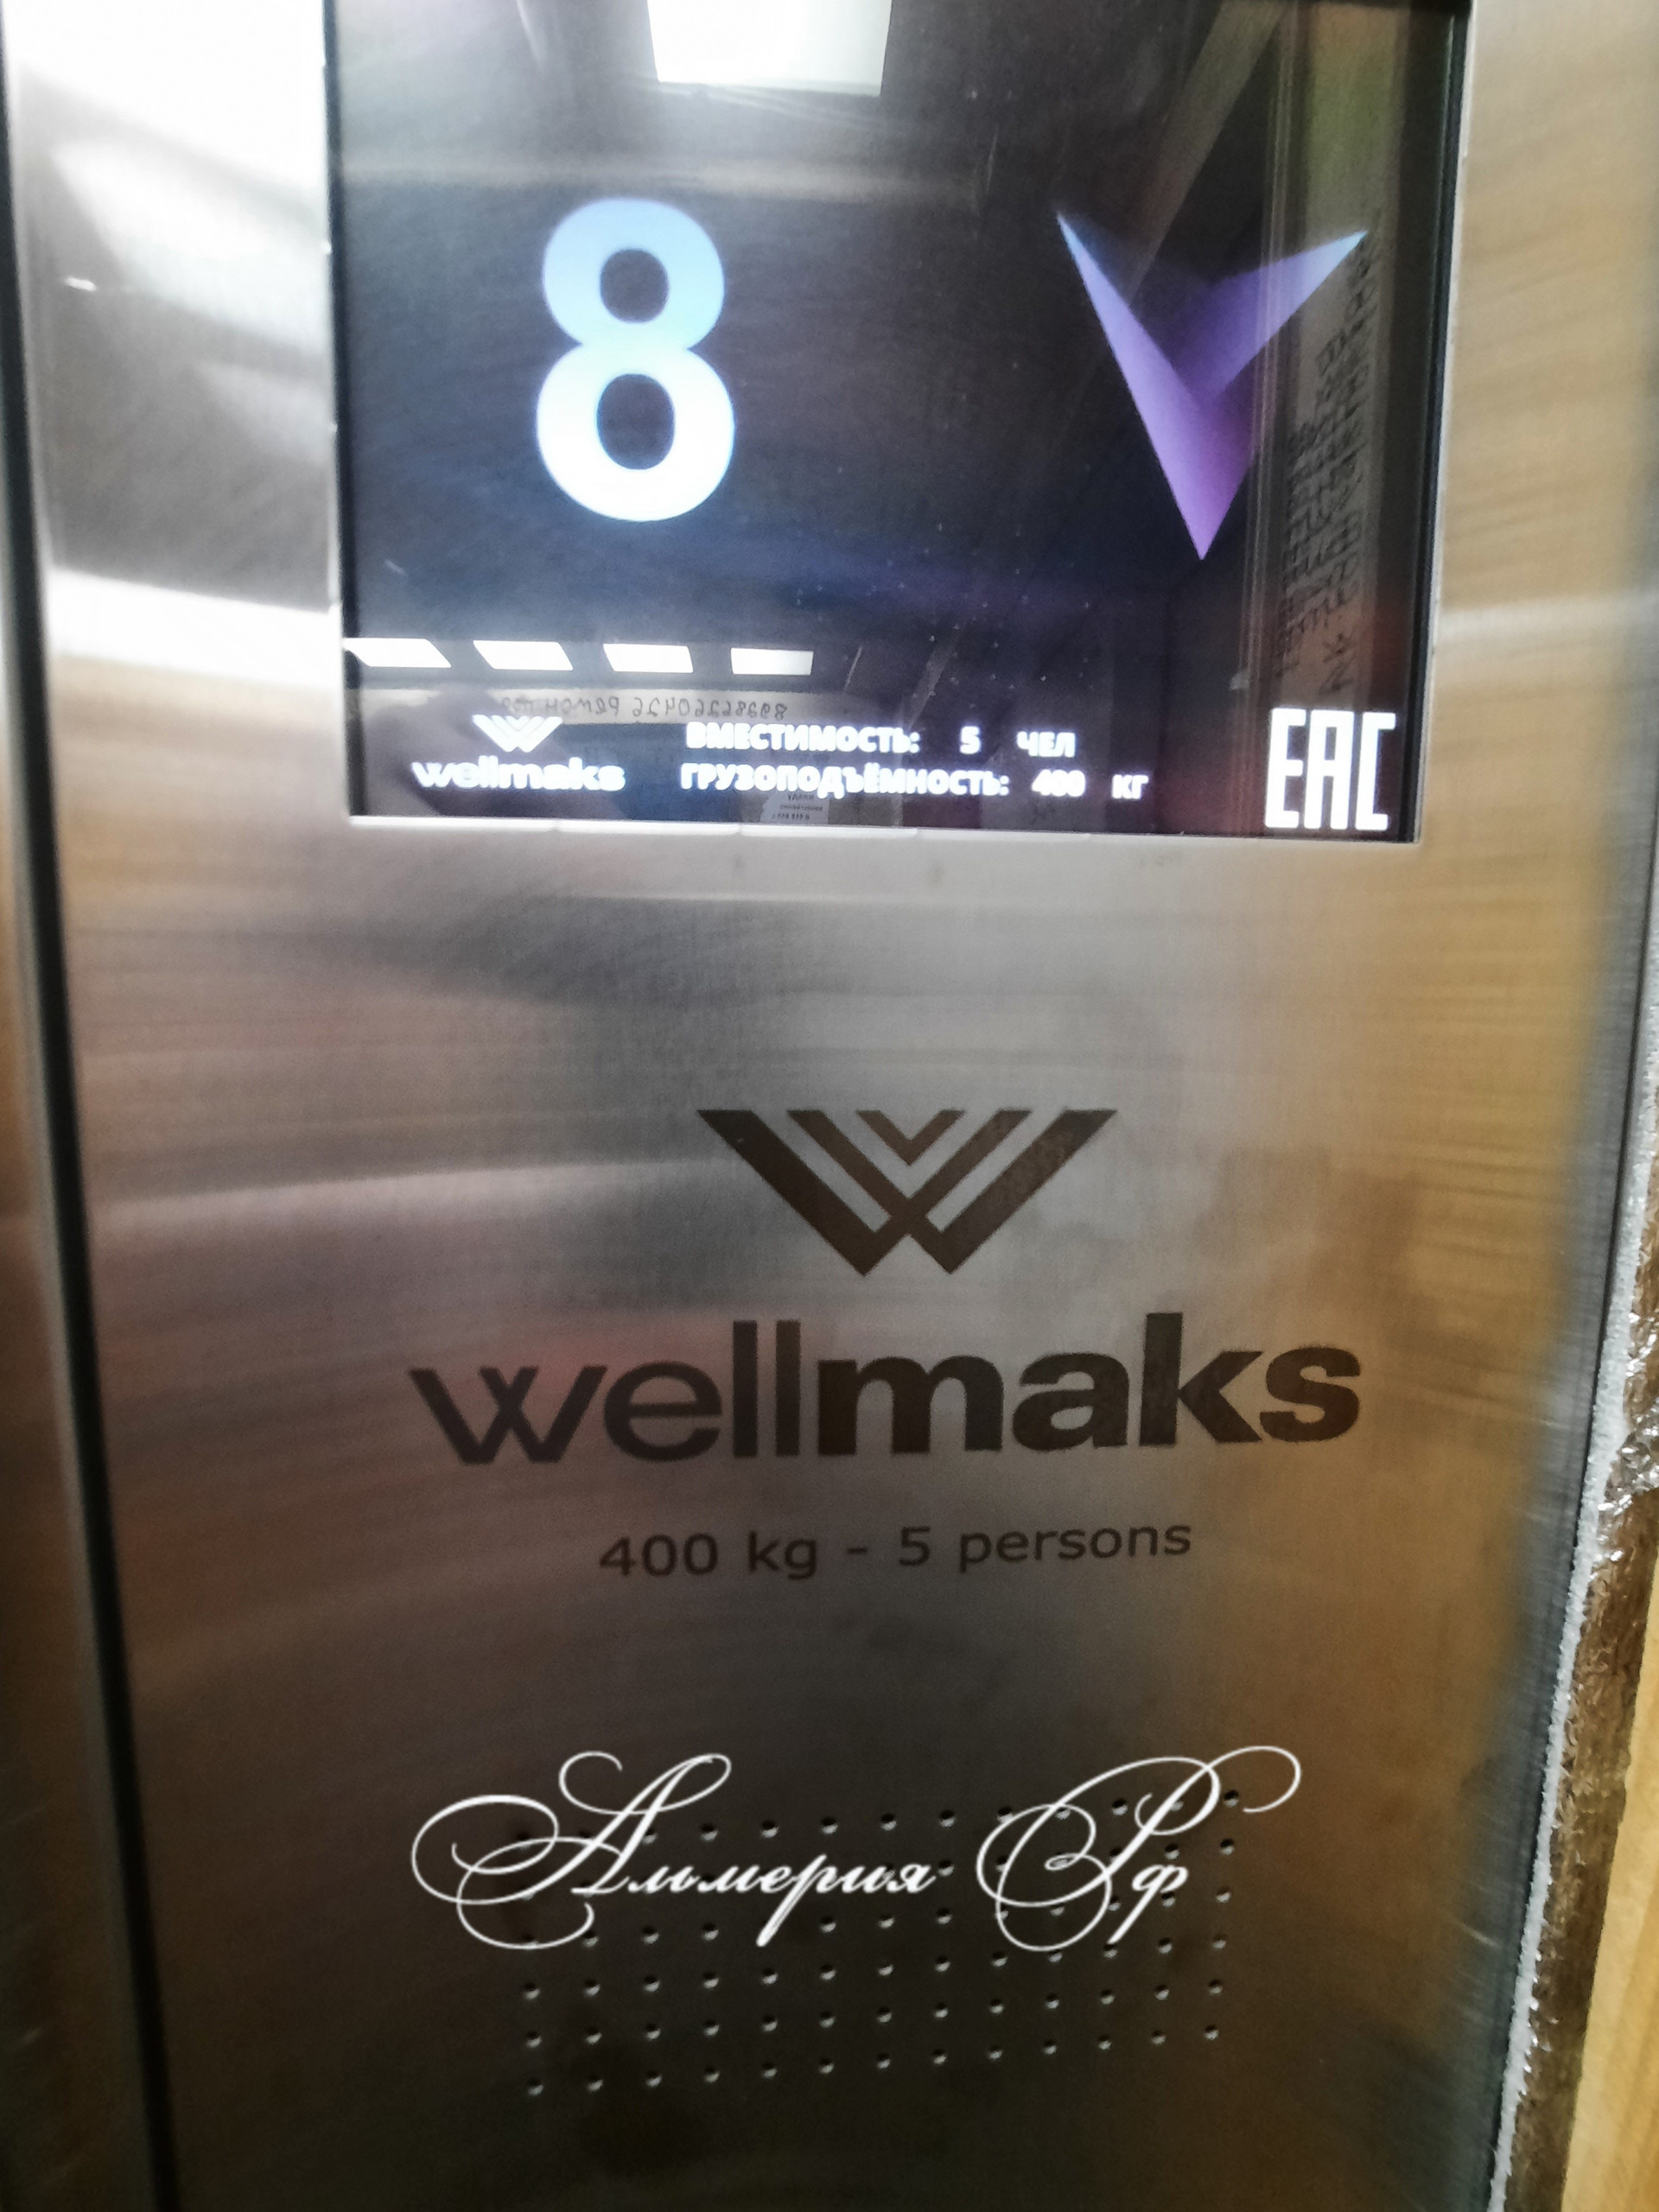 8
wellmaks
ВМЕСТИМОСТЬ: 5 ЧЕЛ
ГРУЗОПОДЪЁМНОСТЬ: 400 КГ
EAC
wellmaks
400 kg - 5 persons
Альмерия Рф